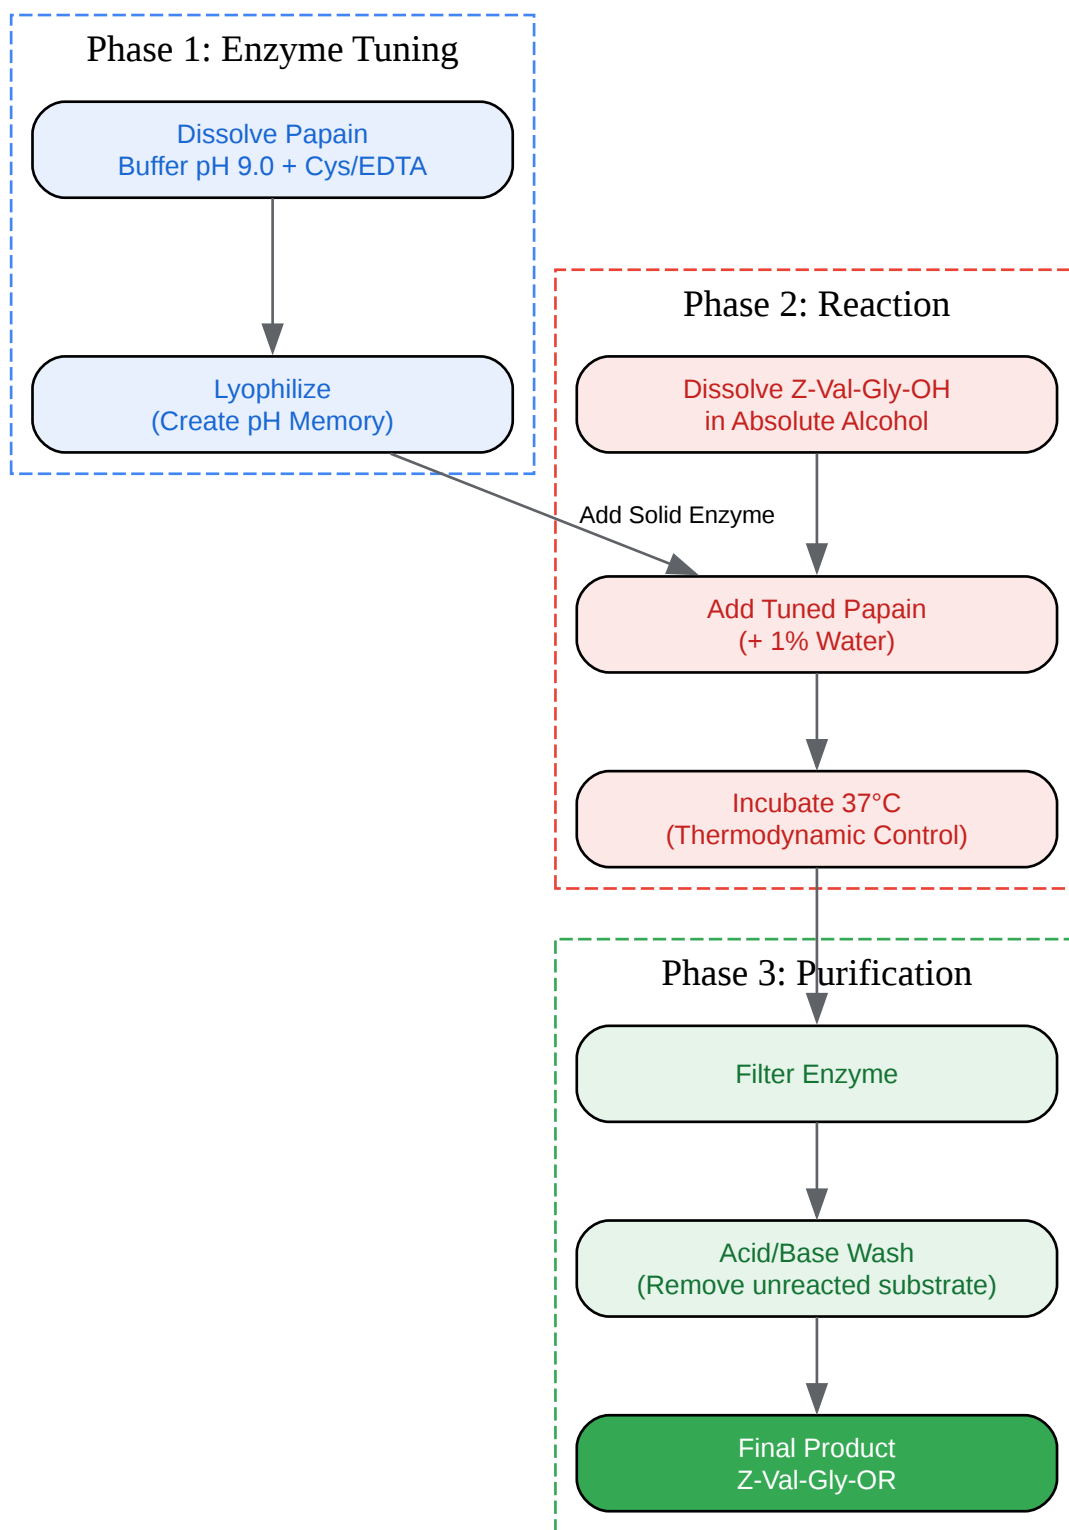 Phase 1: Enzyme Tuning
Dissolve Papain
Buffer pH 9.0 + Cys/EDTA
Lyophilize
(Create pH Memory)
Add Solid Enzyme
Phase 2: Reaction
Dissolve Z-Val-Gly-OH
in Absolute Alcohol
Add Tuned Papain
(+ 1% Water)
Incubate 37°C
(Thermodynamic Control)
Phase 3: Purification
Filter Enzyme
Acid/Base Wash
(Remove unreacted substrate)
Final Product
Z-Val-Gly-OR